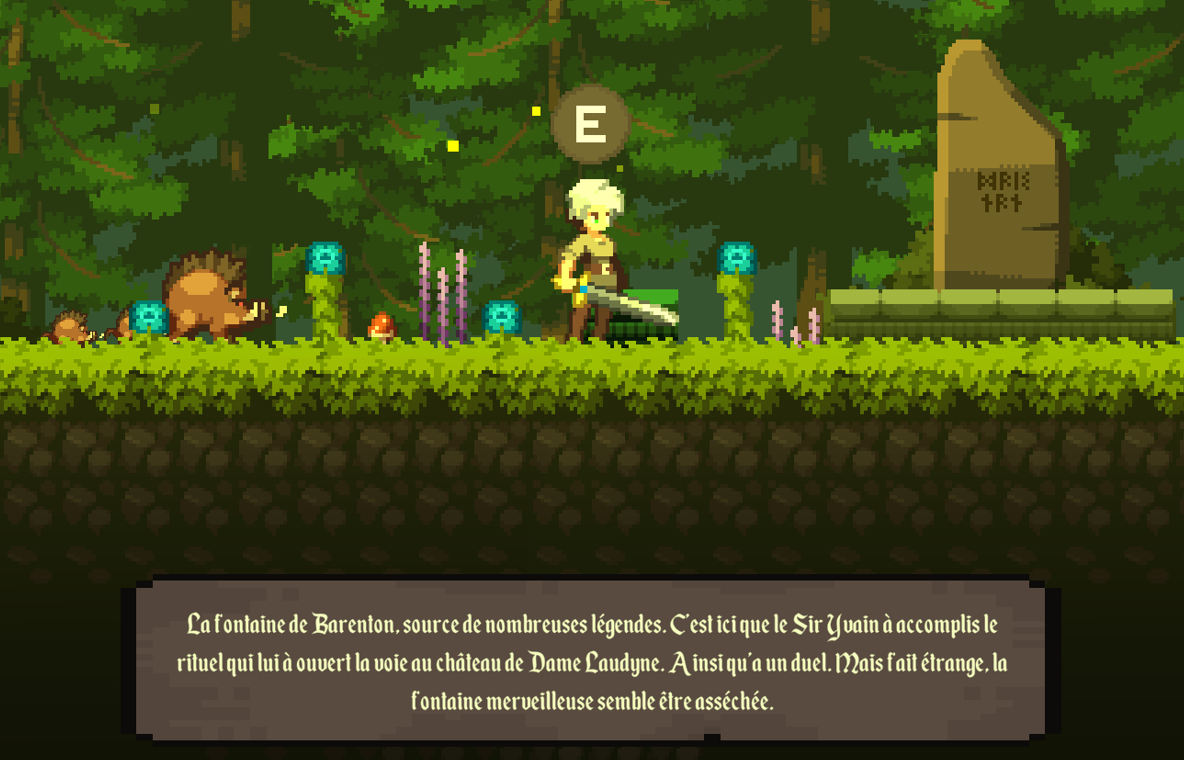 E
La fontaine de Barenton, source de nombreuses légendes. C'est ici que le Sir Yvain à accomplis le
rituel qui lui à ouvert la voie au château de Dame Laudyne. Ainsi qu'a un duel. Mais fait étrange, la
fontaine merveilleuse semble être asséchée.